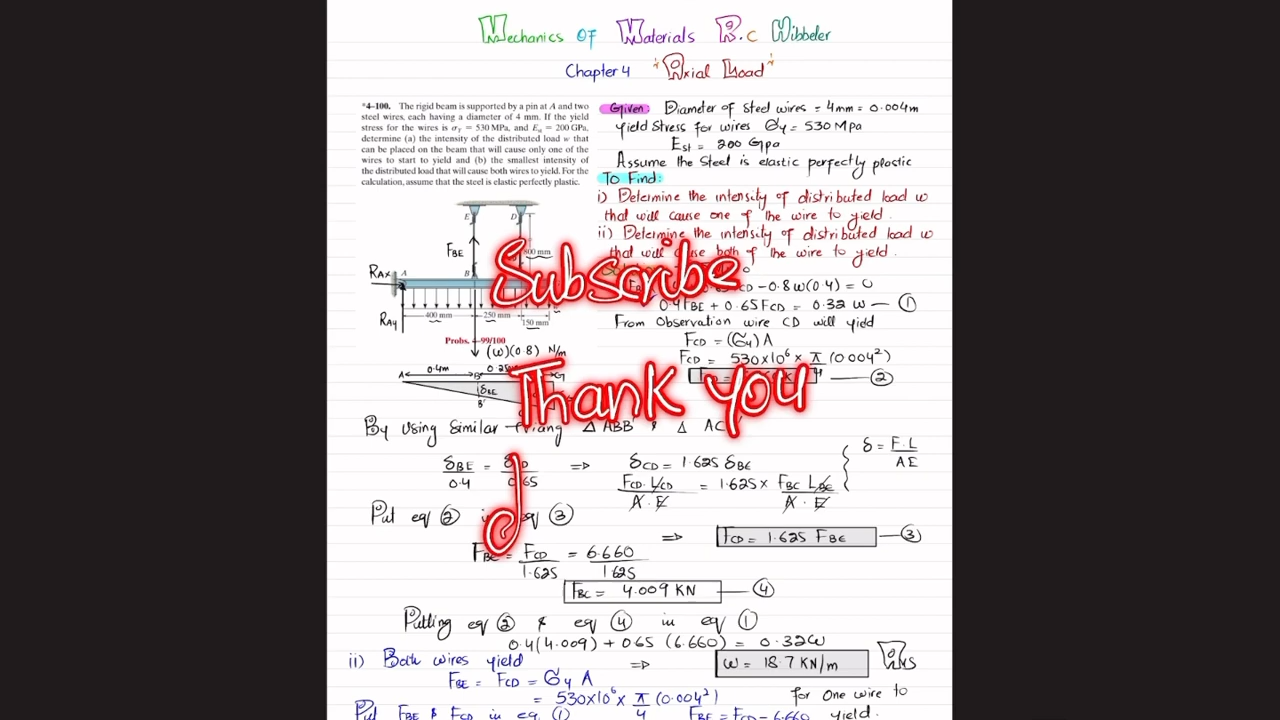 Mechanics Of Materials R.c Hibbeler
Chapter 4 "Axial Load"
*4–100. The rigid beam is supported by a pin at A and two
steel wires, each having a diameter of 4 mm. If the yield
stress for the wires is σY = 530 MPa, and Est = 200 GPa,
determine (a) the intensity of the distributed load w that
can be placed on the beam that will cause only one of the
wires to start to yield and (b) the smallest intensity of
the distributed load that will cause both wires to yield. For the
calculation, assume that the steel is elastic perfectly plastic.
Given: Diameter of Steel wires = 4mm = 0.004m
yield Stress for wires σy = 530 Mpa
Est = 200 Gpa
Assume the Steel is elastic perfectly plastic
To Find:
i) Determine the intensity of distributed load w
that will cause one of the wire to yield.
ii) Determine the intensity of distributed load w
that will cause both of the wire to yield.
E
D
FBE
800 mm
RAX
A
B
RAy
400 mm
250 mm
150 mm
Probs. 4–99/100
(w)(0.8) N/m
Subscribe
CD -0.8w(0.4) = 0
0.4FBE + 0.65FCD = 0.32 w — 1
From Observation wire CD will yield
FCD = (σy) A
FCD = 530x10⁶ x π/4 (0.004²)
2
A
0.4m
B
G
δBE
B'
Thank you
By Using Similar Δ ABB' & Δ AC
δBE/0.4 = /0.65 ⇒ δCD = 1.625 δBE
δ = F.L/AE
FCD.LCD/A.E = 1.625 x FBC LBE/A.E
Put eq 2 in eq 3
⇒ FCD = 1.625 FBE — 3
d
FBE = FCD/1.625 = 6.660/1.625
FBC = 4.009 KN — 4
Putting eq 2 & eq 4 in eq 1
0.4(4.009) + 0.65 (6.660) = 0.32w
⇒ w = 18.7 KN/m
Ans
for One wire to
yield.
ii) Both wires yield
FBE = FCD = σy A
= 530x10⁶ x π/4 (0.004²)
Put FBE & FCD in eq. 1
FBE = FCD = 6.660